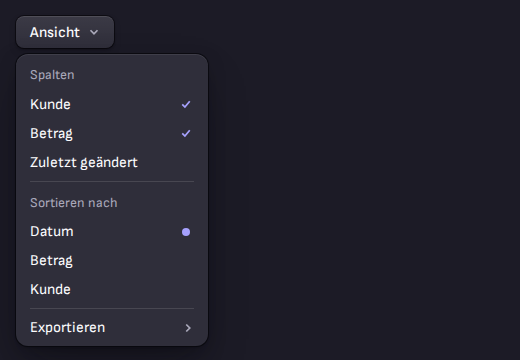 Ansicht
Spalten
Kunde
Betrag
Zuletzt geändert
Sortieren nach
Datum
Betrag
Kunde
Exportieren